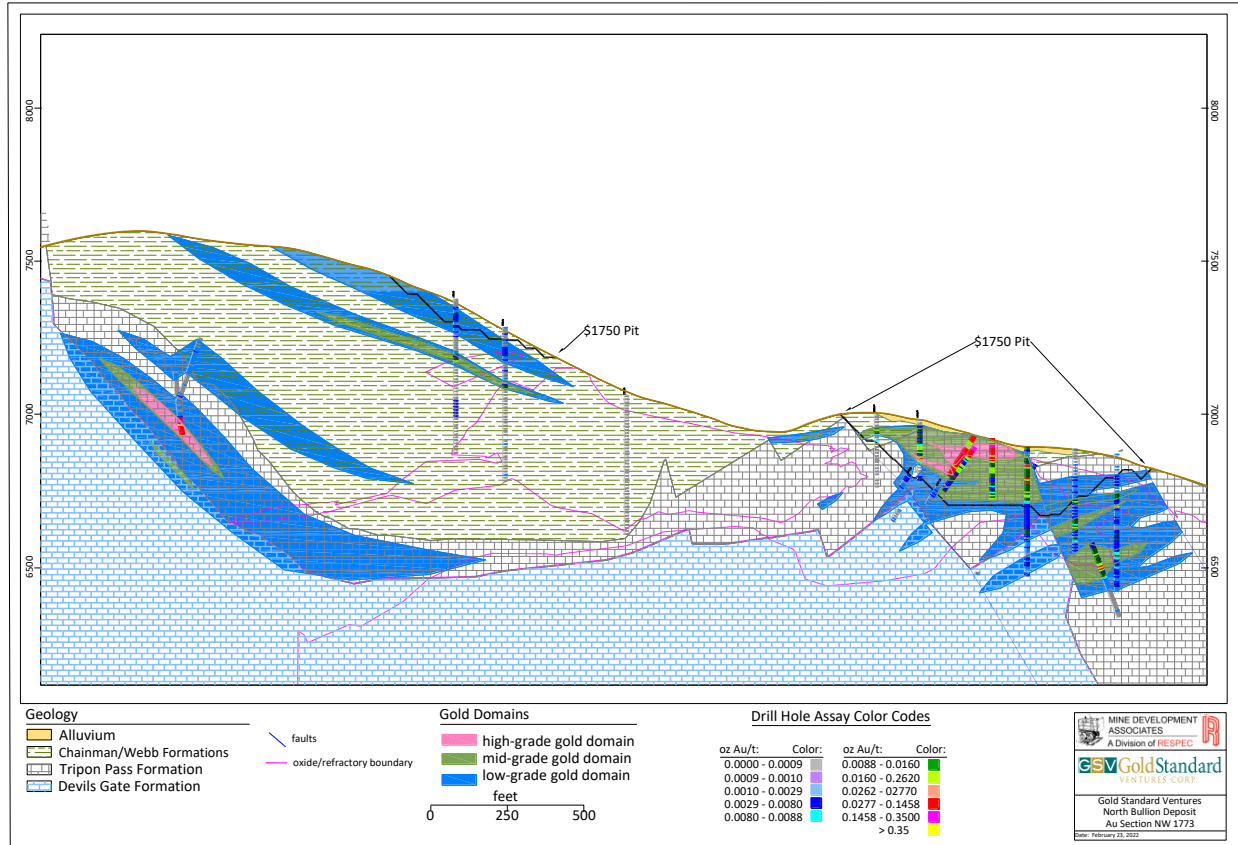 8000
8000
7500
7500
$1750 Pit
$1750 Pit
7000
7000
6500
6500
Geology
Alluvium
Chainman/Webb Formations
Tripon Pass Formation
Devils Gate Formation
faults
oxide/refractory boundary
Gold Domains
high-grade gold domain
mid-grade gold domain
low-grade gold domain
feet
0 250 500
Drill Hole Assay Color Codes
oz Au/t: Color: oz Au/t: Color:
0.0000 - 0.0009 0.0088 - 0.0160
0.0009 - 0.0010 0.0160 - 0.2620
0.0010 - 0.0029 0.0262 - 02770
0.0029 - 0.0080 0.0277 - 0.1458
0.0080 - 0.0088 0.1458 - 0.3500
> 0.35
MINE DEVELOPMENT
ASSOCIATES
A Division of RESPEC
GSV GoldStandard
VENTURES CORP.
Gold Standard Ventures
North Bullion Deposit
Au Section NW 1773
Date: February 23, 2022